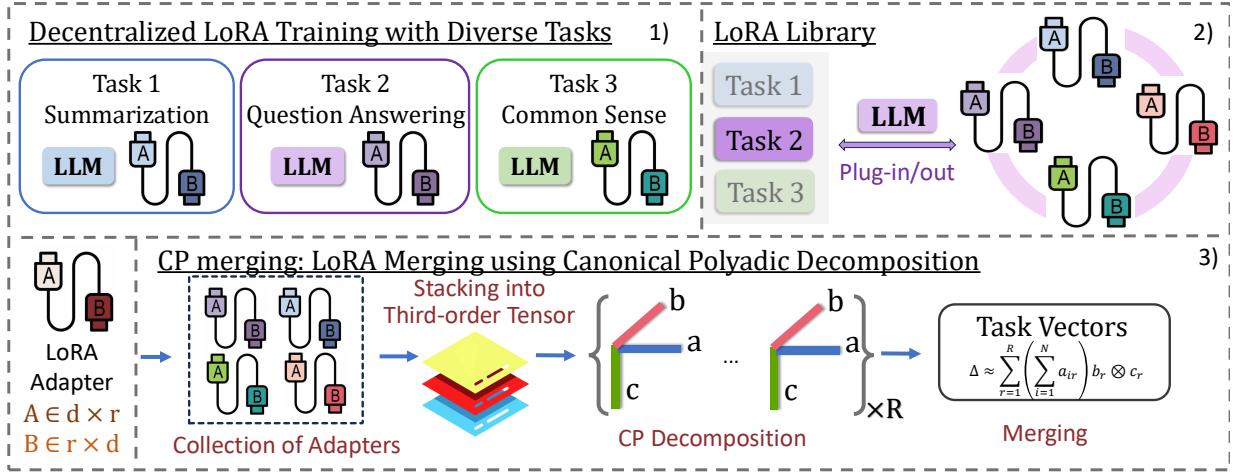 Decentralized LoRA Training with Diverse Tasks 1)
Task 1
Summarization
LLM
A
B
Task 2
Question Answering
LLM
A
B
Task 3
Common Sense
LLM
A
B
LoRA Library 2)
Task 1
Task 2
Task 3
LLM
Plug-in/out
A
B
A
B
A
B
A
B
A
B
LoRA
Adapter
A ∈ d × r
B ∈ r × d
CP merging: LoRA Merging using Canonical Polyadic Decomposition 3)
A
B
A
B
A
B
A
B
Collection of Adapters
Stacking into
Third-order Tensor
b
a
c
...
b
a
c
×R
CP Decomposition
Task Vectors
Δ ≈ ∑_{r=1}^{R} (∑_{i=1}^{N} a_{ir}) b_r ⊗ c_r
Merging